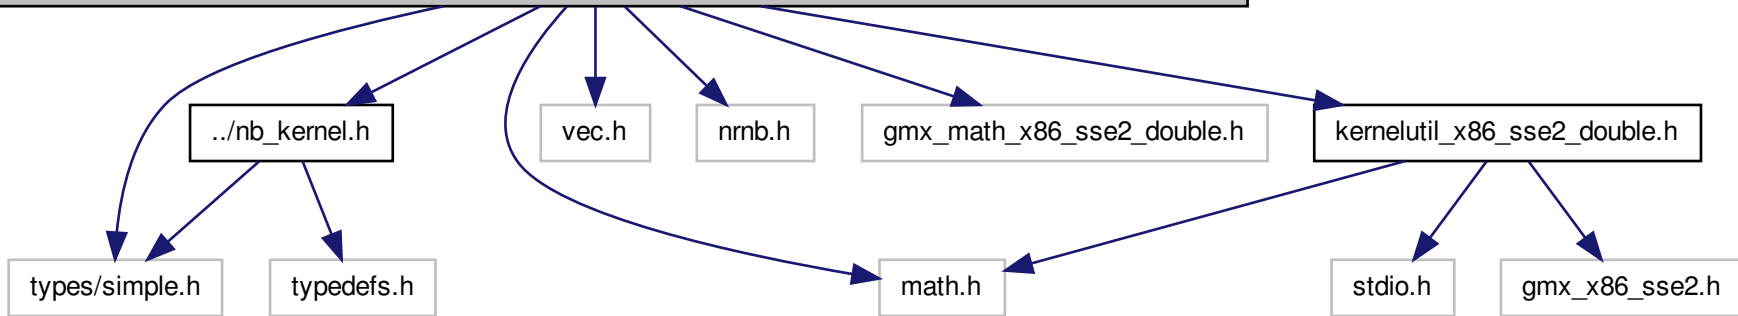 ../nb_kernel.h
vec.h
nrnb.h
gmx_math_x86_sse2_double.h
kernelutil_x86_sse2_double.h
types/simple.h
typedefs.h
math.h
stdio.h
gmx_x86_sse2.h